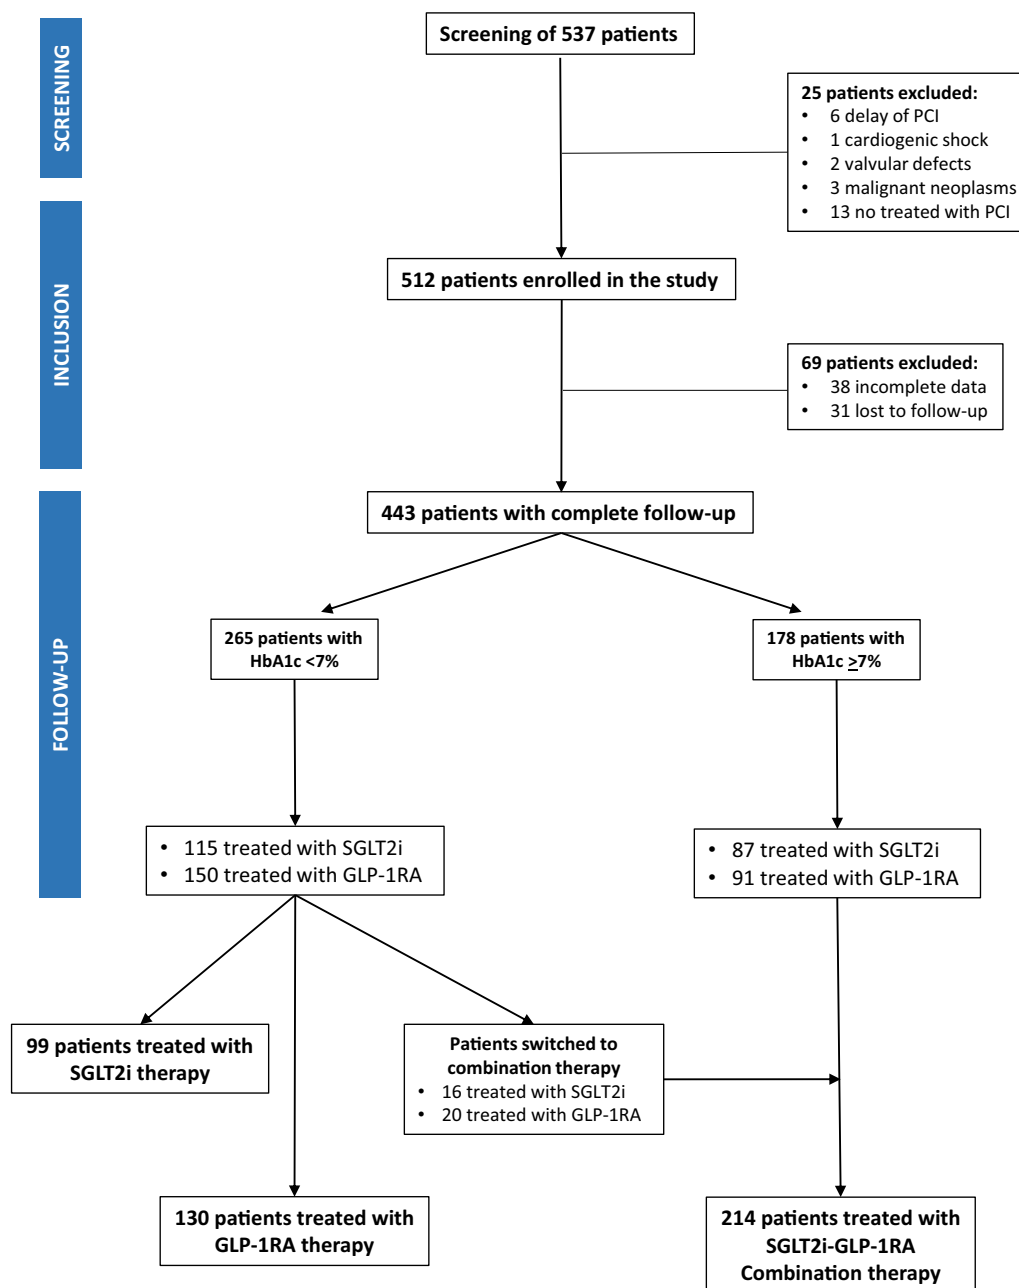 SCREENING
Screening of 537 patients
25 patients excluded:
• 6 delay of PCI
• 1 cardiogenic shock
• 2 valvular defects
• 3 malignant neoplasms
• 13 no treated with PCI
INCLUSION
512 patients enrolled in the study
69 patients excluded:
• 38 incomplete data
• 31 lost to follow-up
FOLLOW-UP
443 patients with complete follow-up
265 patients with
HbA1c <7%
178 patients with
HbA1c ≥7%
• 115 treated with SGLT2i
• 150 treated with GLP-1RA
• 87 treated with SGLT2i
• 91 treated with GLP-1RA
99 patients treated with
SGLT2i therapy
Patients switched to
combination therapy
• 16 treated with SGLT2i
• 20 treated with GLP-1RA
130 patients treated with
GLP-1RA therapy
214 patients treated with
SGLT2i-GLP-1RA
Combination therapy